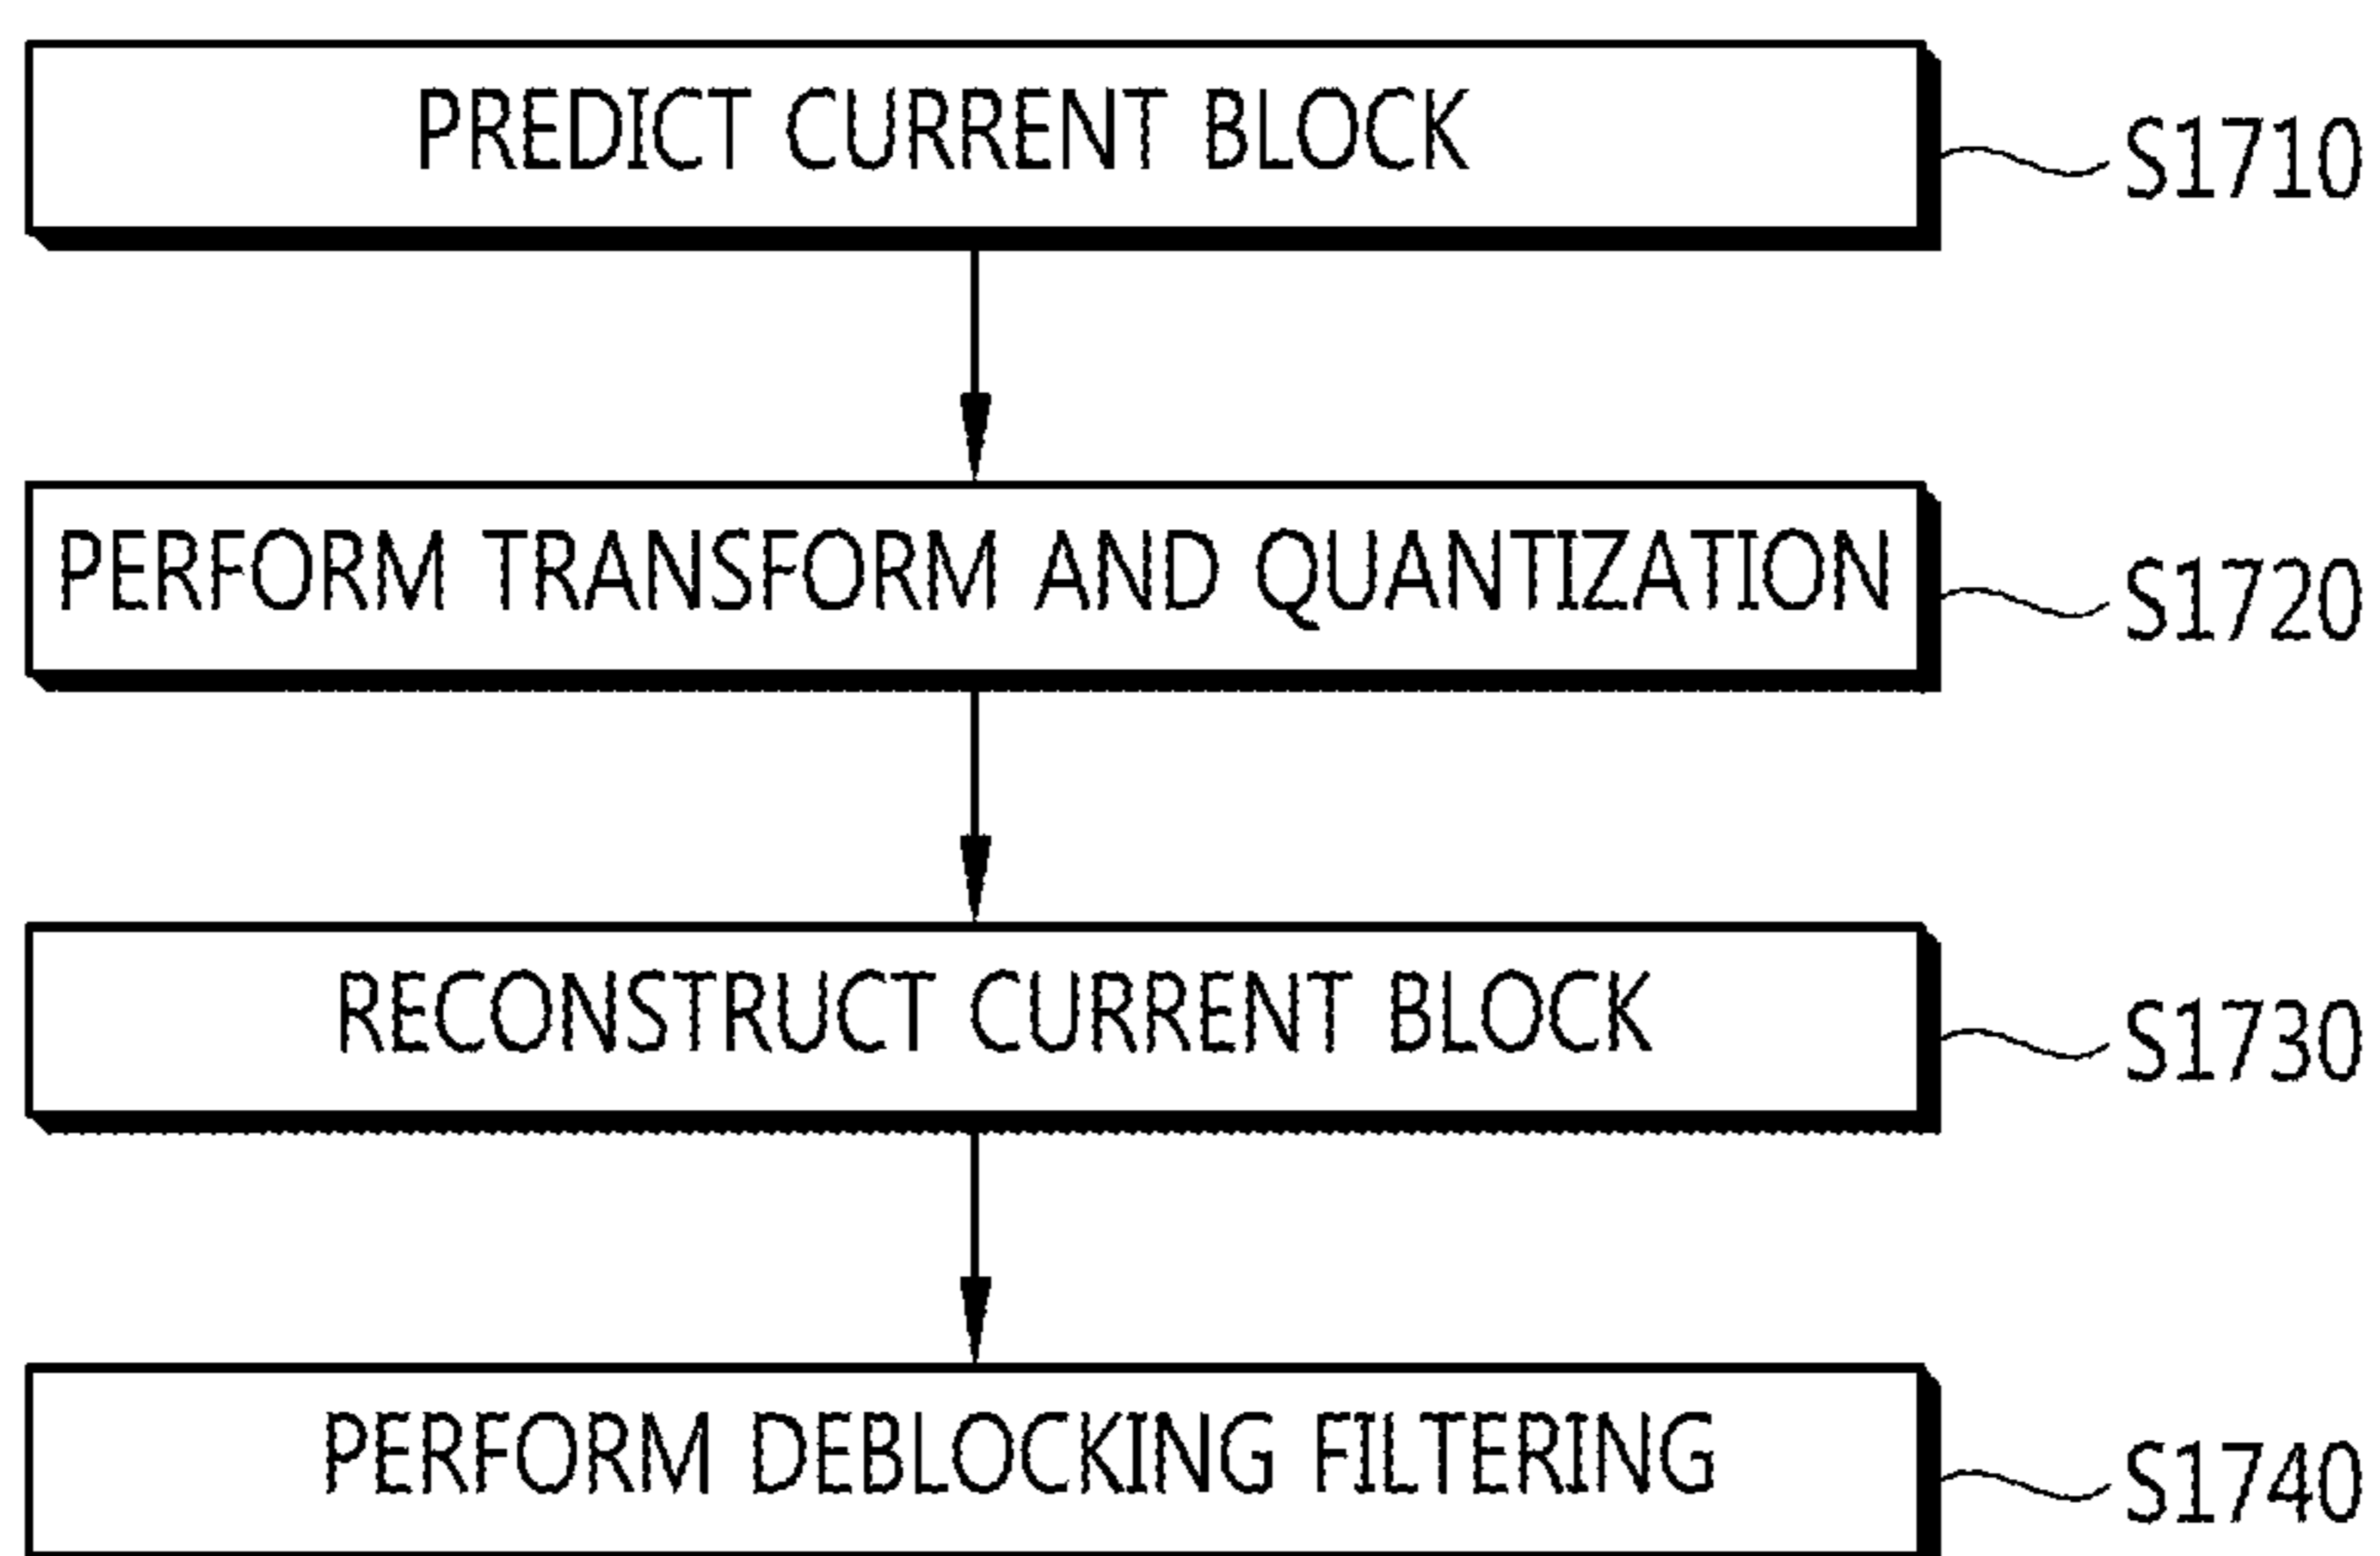 PREDICT CURRENT BLOCK
S1710
PERFORM TRANSFORM AND QUANTIZATION
S1720
RECONSTRUCT CURRENT BLOCK
S1730
PERFORM DEBLOCKING FILTERING
S1740